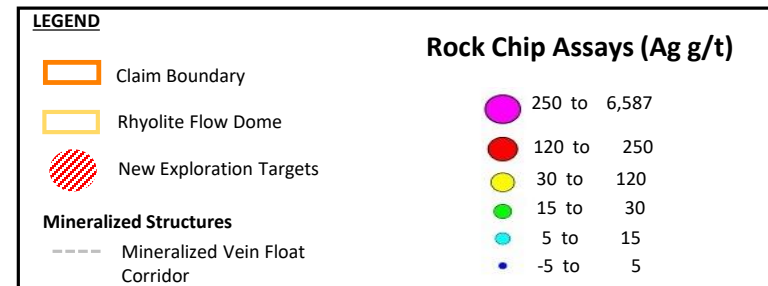 LEGEND
Claim Boundary
Rhyolite Flow Dome
New Exploration Targets
Mineralized Structures
Mineralized Vein Float
Corridor
Rock Chip Assays (Ag g/t)
250 to 6,587
120 to 250
30 to 120
15 to 30
5 to 15
-5 to 5